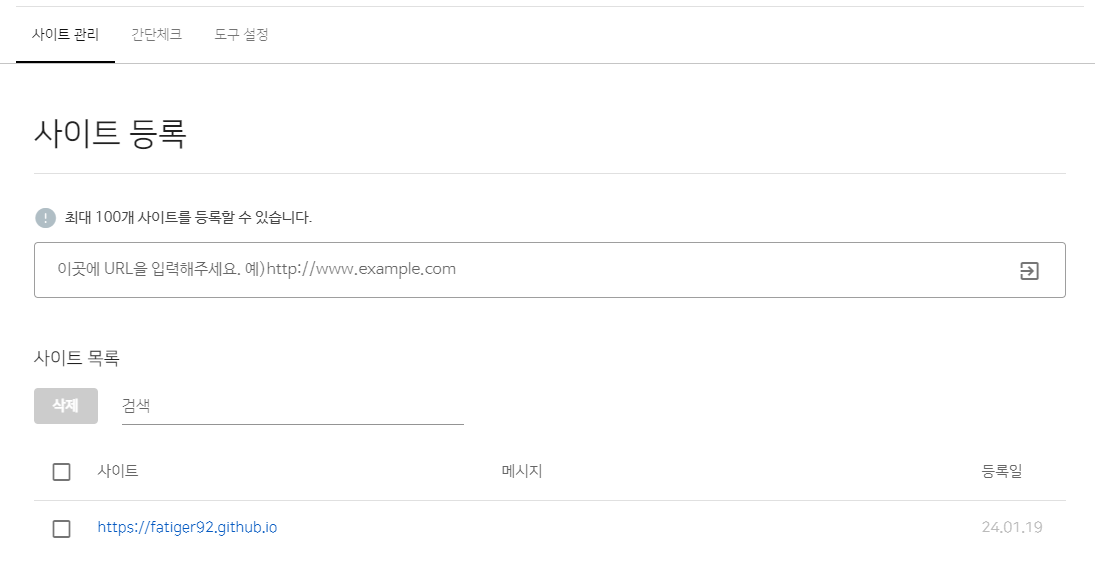 사이트 관리 간단체크 도구 설정
사이트 등록
최대 100개 사이트를 등록할 수 있습니다.
이곳에 URL을 입력해주세요. 예)http://www.example.com
사이트 목록
삭제 검색
사이트 메시지 등록일
https://fatiger92.github.io 24.01.19